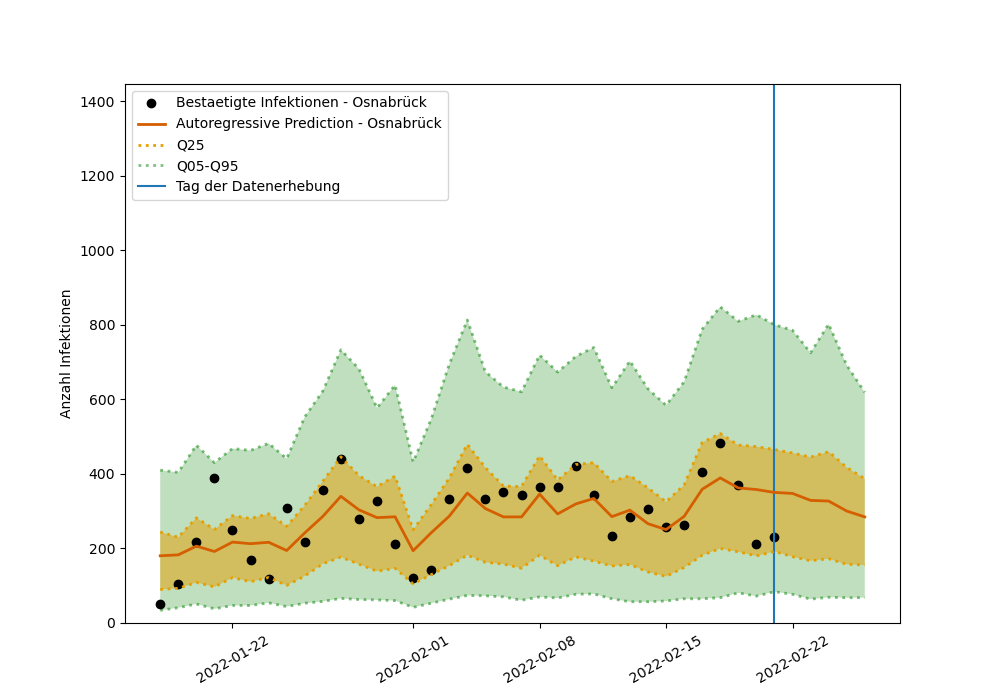 Bestaetigte Infektionen - Osnabrück
Autoregressive Prediction - Osnabrück
Q25
Q05-Q95
Tag der Datenerhebung
Anzahl Infektionen
1400
1200
1000
800
600
400
200
0
2022-01-22
2022-02-01
2022-02-08
2022-02-15
2022-02-22